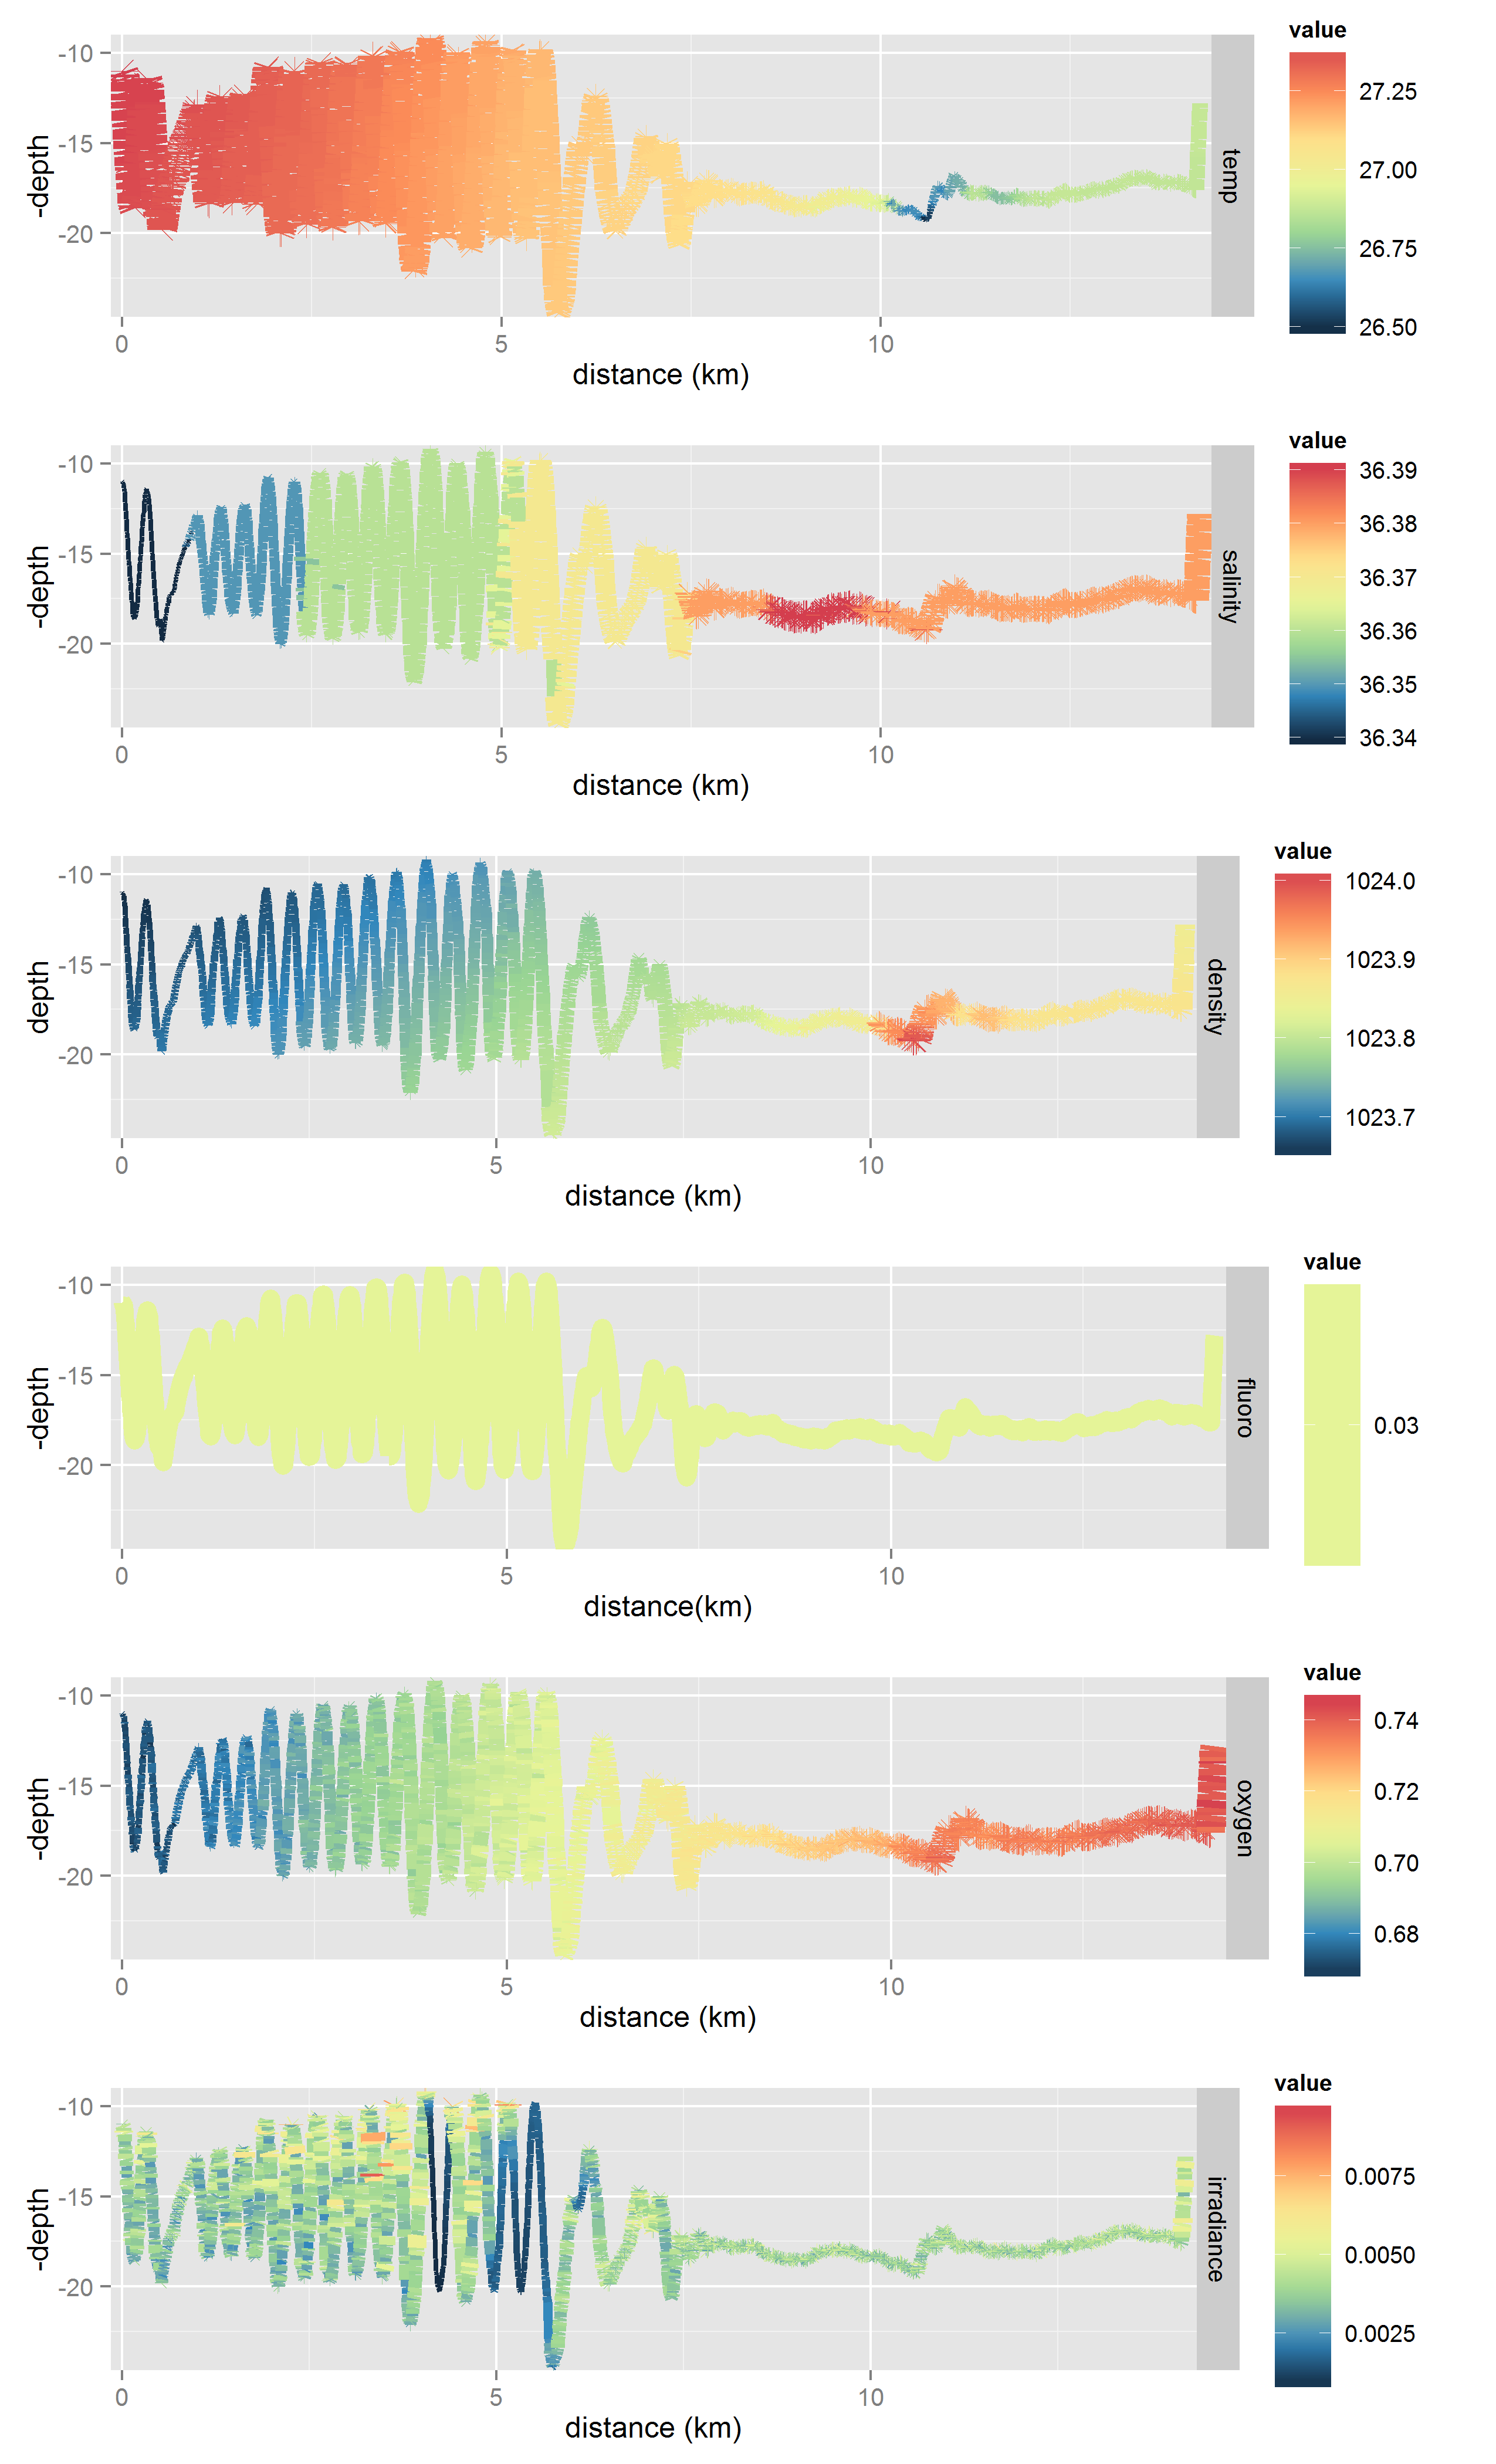 value
-10
-15
-20
-depth
temp
27.25
27.00
26.75
26.50
0 5 10
distance (km)
value
-10
-15
-20
-depth
salinity
36.39
36.38
36.37
36.36
36.35
36.34
0 5 10
distance (km)
value
-10
-15
-20
depth
density
1024.0
1023.9
1023.8
1023.7
0 5 10
distance (km)
value
-10
-15
-20
-depth
fluoro
0.03
0 5 10
distance(km)
value
-10
-15
-20
-depth
oxygen
0.74
0.72
0.70
0.68
0 5 10
distance (km)
value
-10
-15
-20
-depth
irradiance
0.0075
0.0050
0.0025
0 5 10
distance (km)